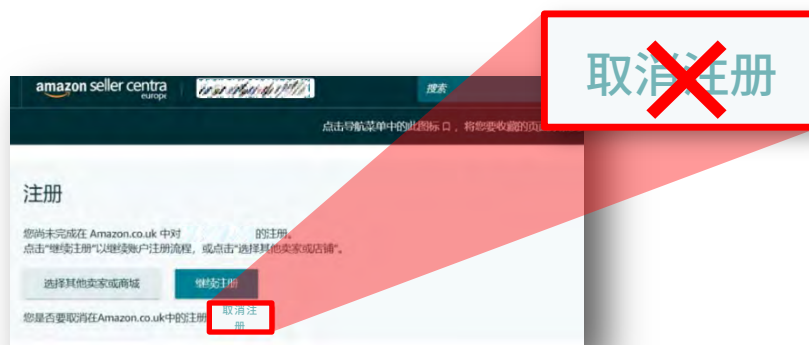 取消注册
amazon seller centra
europe
搜索
点击导航菜单中的此图标口，将您要收藏的页
注册
您尚未完成在 Amazon.co.uk 中对 的注册。
点击“继续注册”以继续账户注册流程，或点击“选择其他卖家或店铺”。
选择其他卖家或商城
继续注册
您是否要取消在Amazon.co.uk中的注册
取消注
册